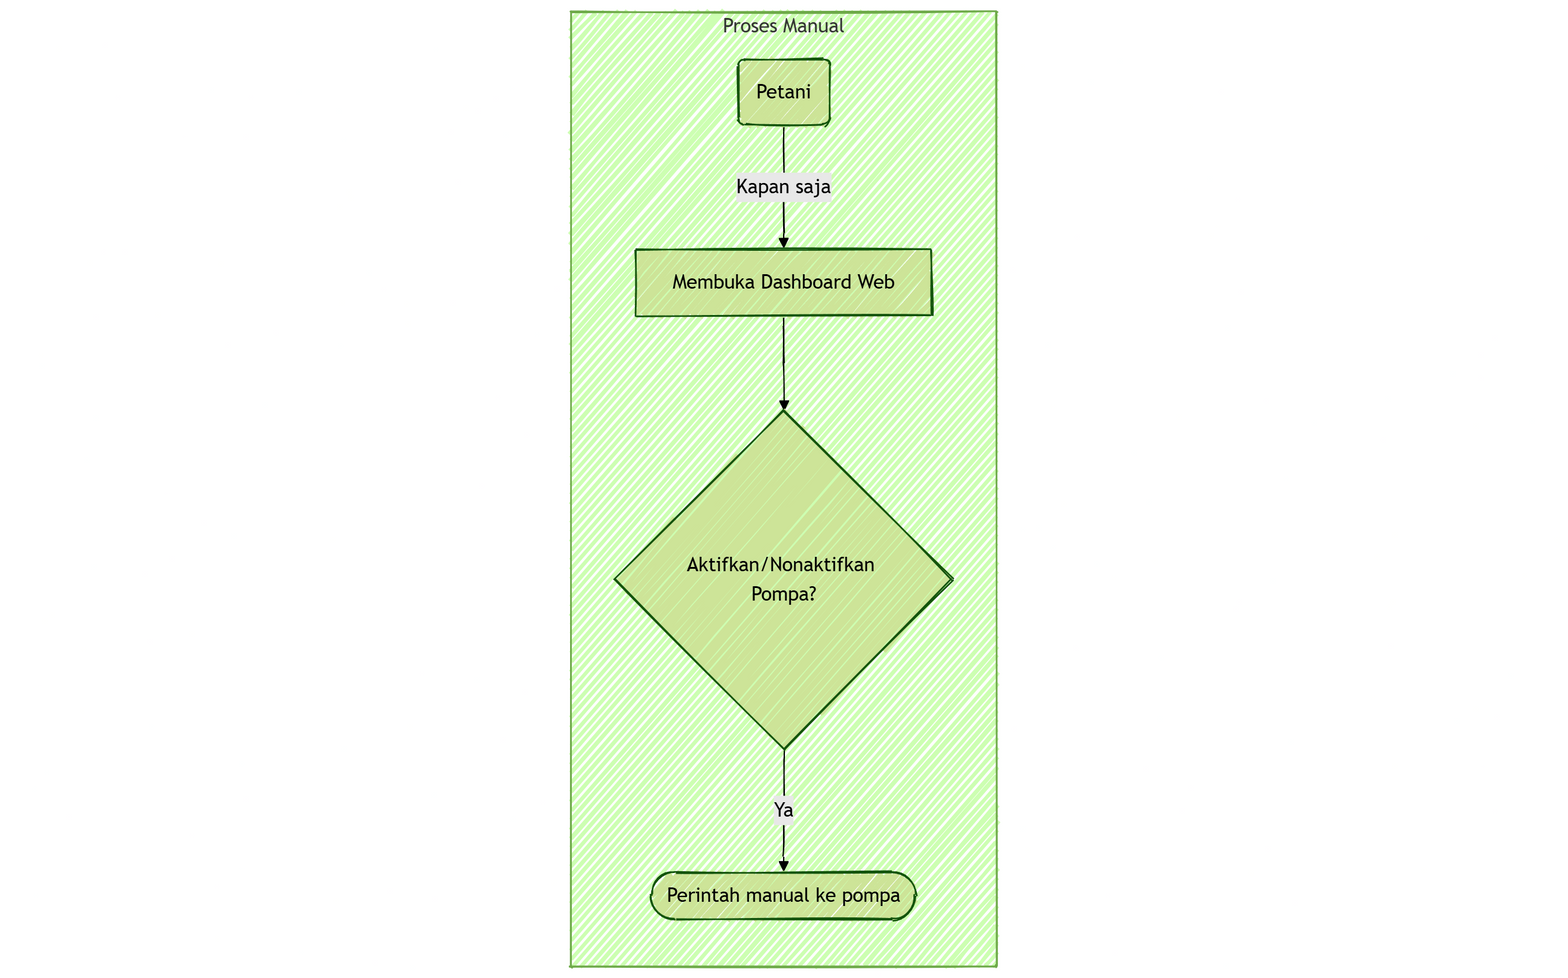 Proses Manual
Petani
Kapan saja
Membuka Dashboard Web
Aktifkan/Nonaktifkan
Pompa?
Ya
Perintah manual ke pompa